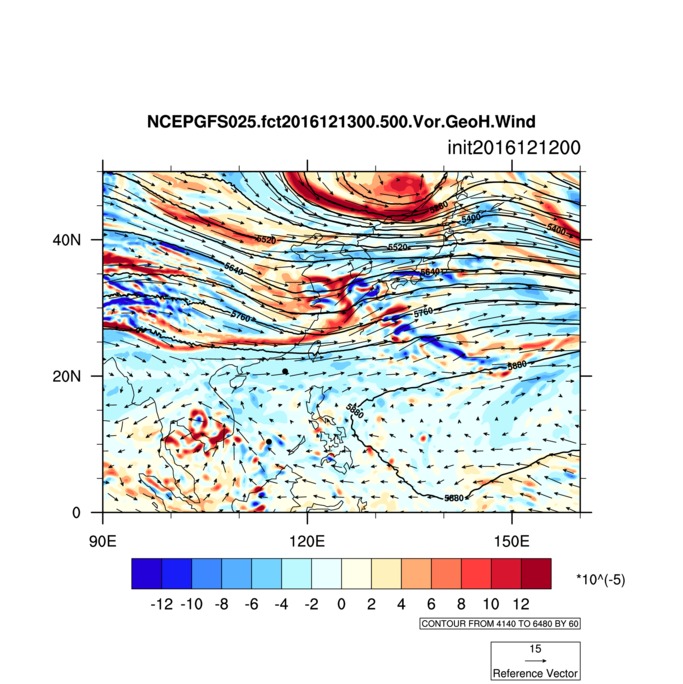 NCEPGFS025.fct2016121300.500.Vor.GeoH.Wind
init2016121200
5880
5400
5400
5520
5520
40N
5640
5640
5760
5760
5880
20N
5880
5880
0
90E 120E 150E
-12 -10 -8 -6 -4 -2 0 2 4 6 8 10 12
*10^(-5)
CONTOUR FROM 4140 TO 6480 BY 60
15
Reference Vector